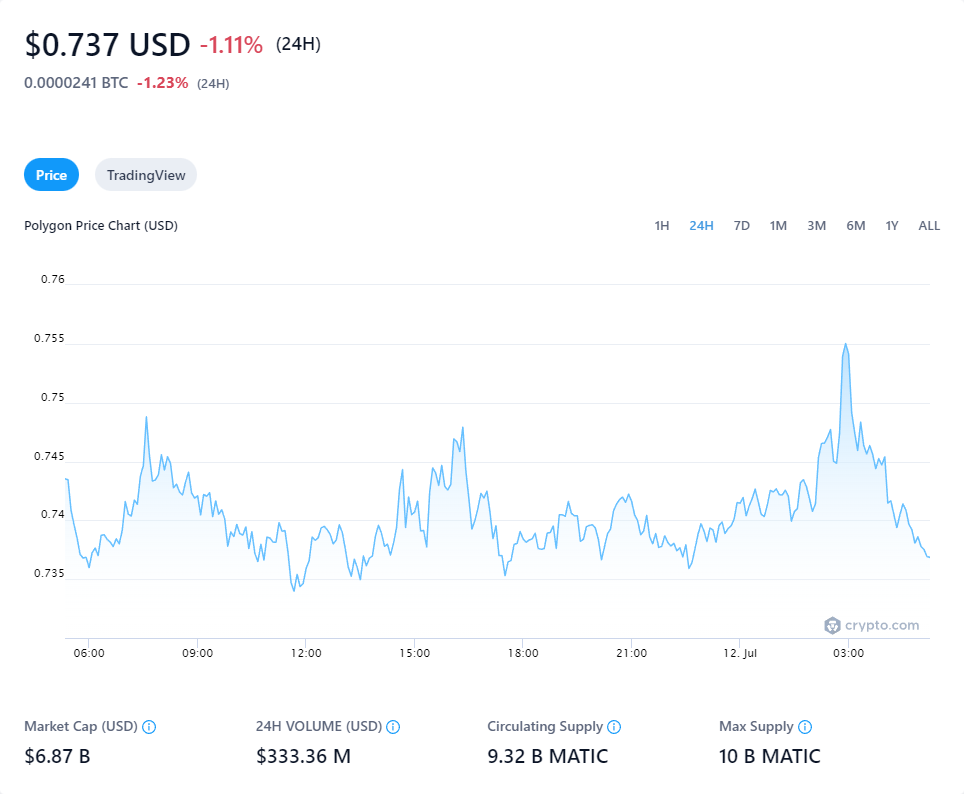 $0.737 USD -1.11% (24H)
0.0000241 BTC -1.23% (24H)
Price TradingView
Polygon Price Chart (USD) 1H 24H 7D 1M 3M 6M 1Y ALL
0.76
0.755
0.75
0.745
0.74
0.735
crypto.com
06:00 09:00 12:00 15:00 18:00 21:00 12. Jul 03:00
Market Cap (USD) 24H VOLUME (USD) Circulating Supply Max Supply
$6.87 B $333.36 M 9.32 B MATIC 10 B MATIC